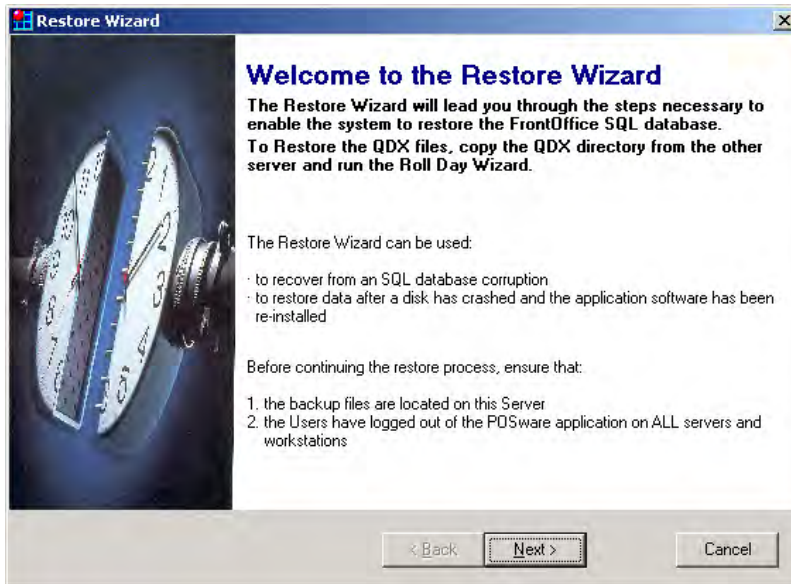 Restore Wizard
Welcome to the Restore Wizard
The Restore Wizard will lead you through the steps necessary to
enable the system to restore the FrontOffice SQL database.
To Restore the QDX files, copy the QDX directory from the other
server and run the Roll Day Wizard.
The Restore Wizard can be used:
· to recover from an SQL database corruption
· to restore data after a disk has crashed and the application software has been
re-installed
Before continuing the restore process, ensure that:
1. the backup files are located on this Server
2. the Users have logged out of the POSware application on ALL servers and
workstations
< Back
Next >
Cancel